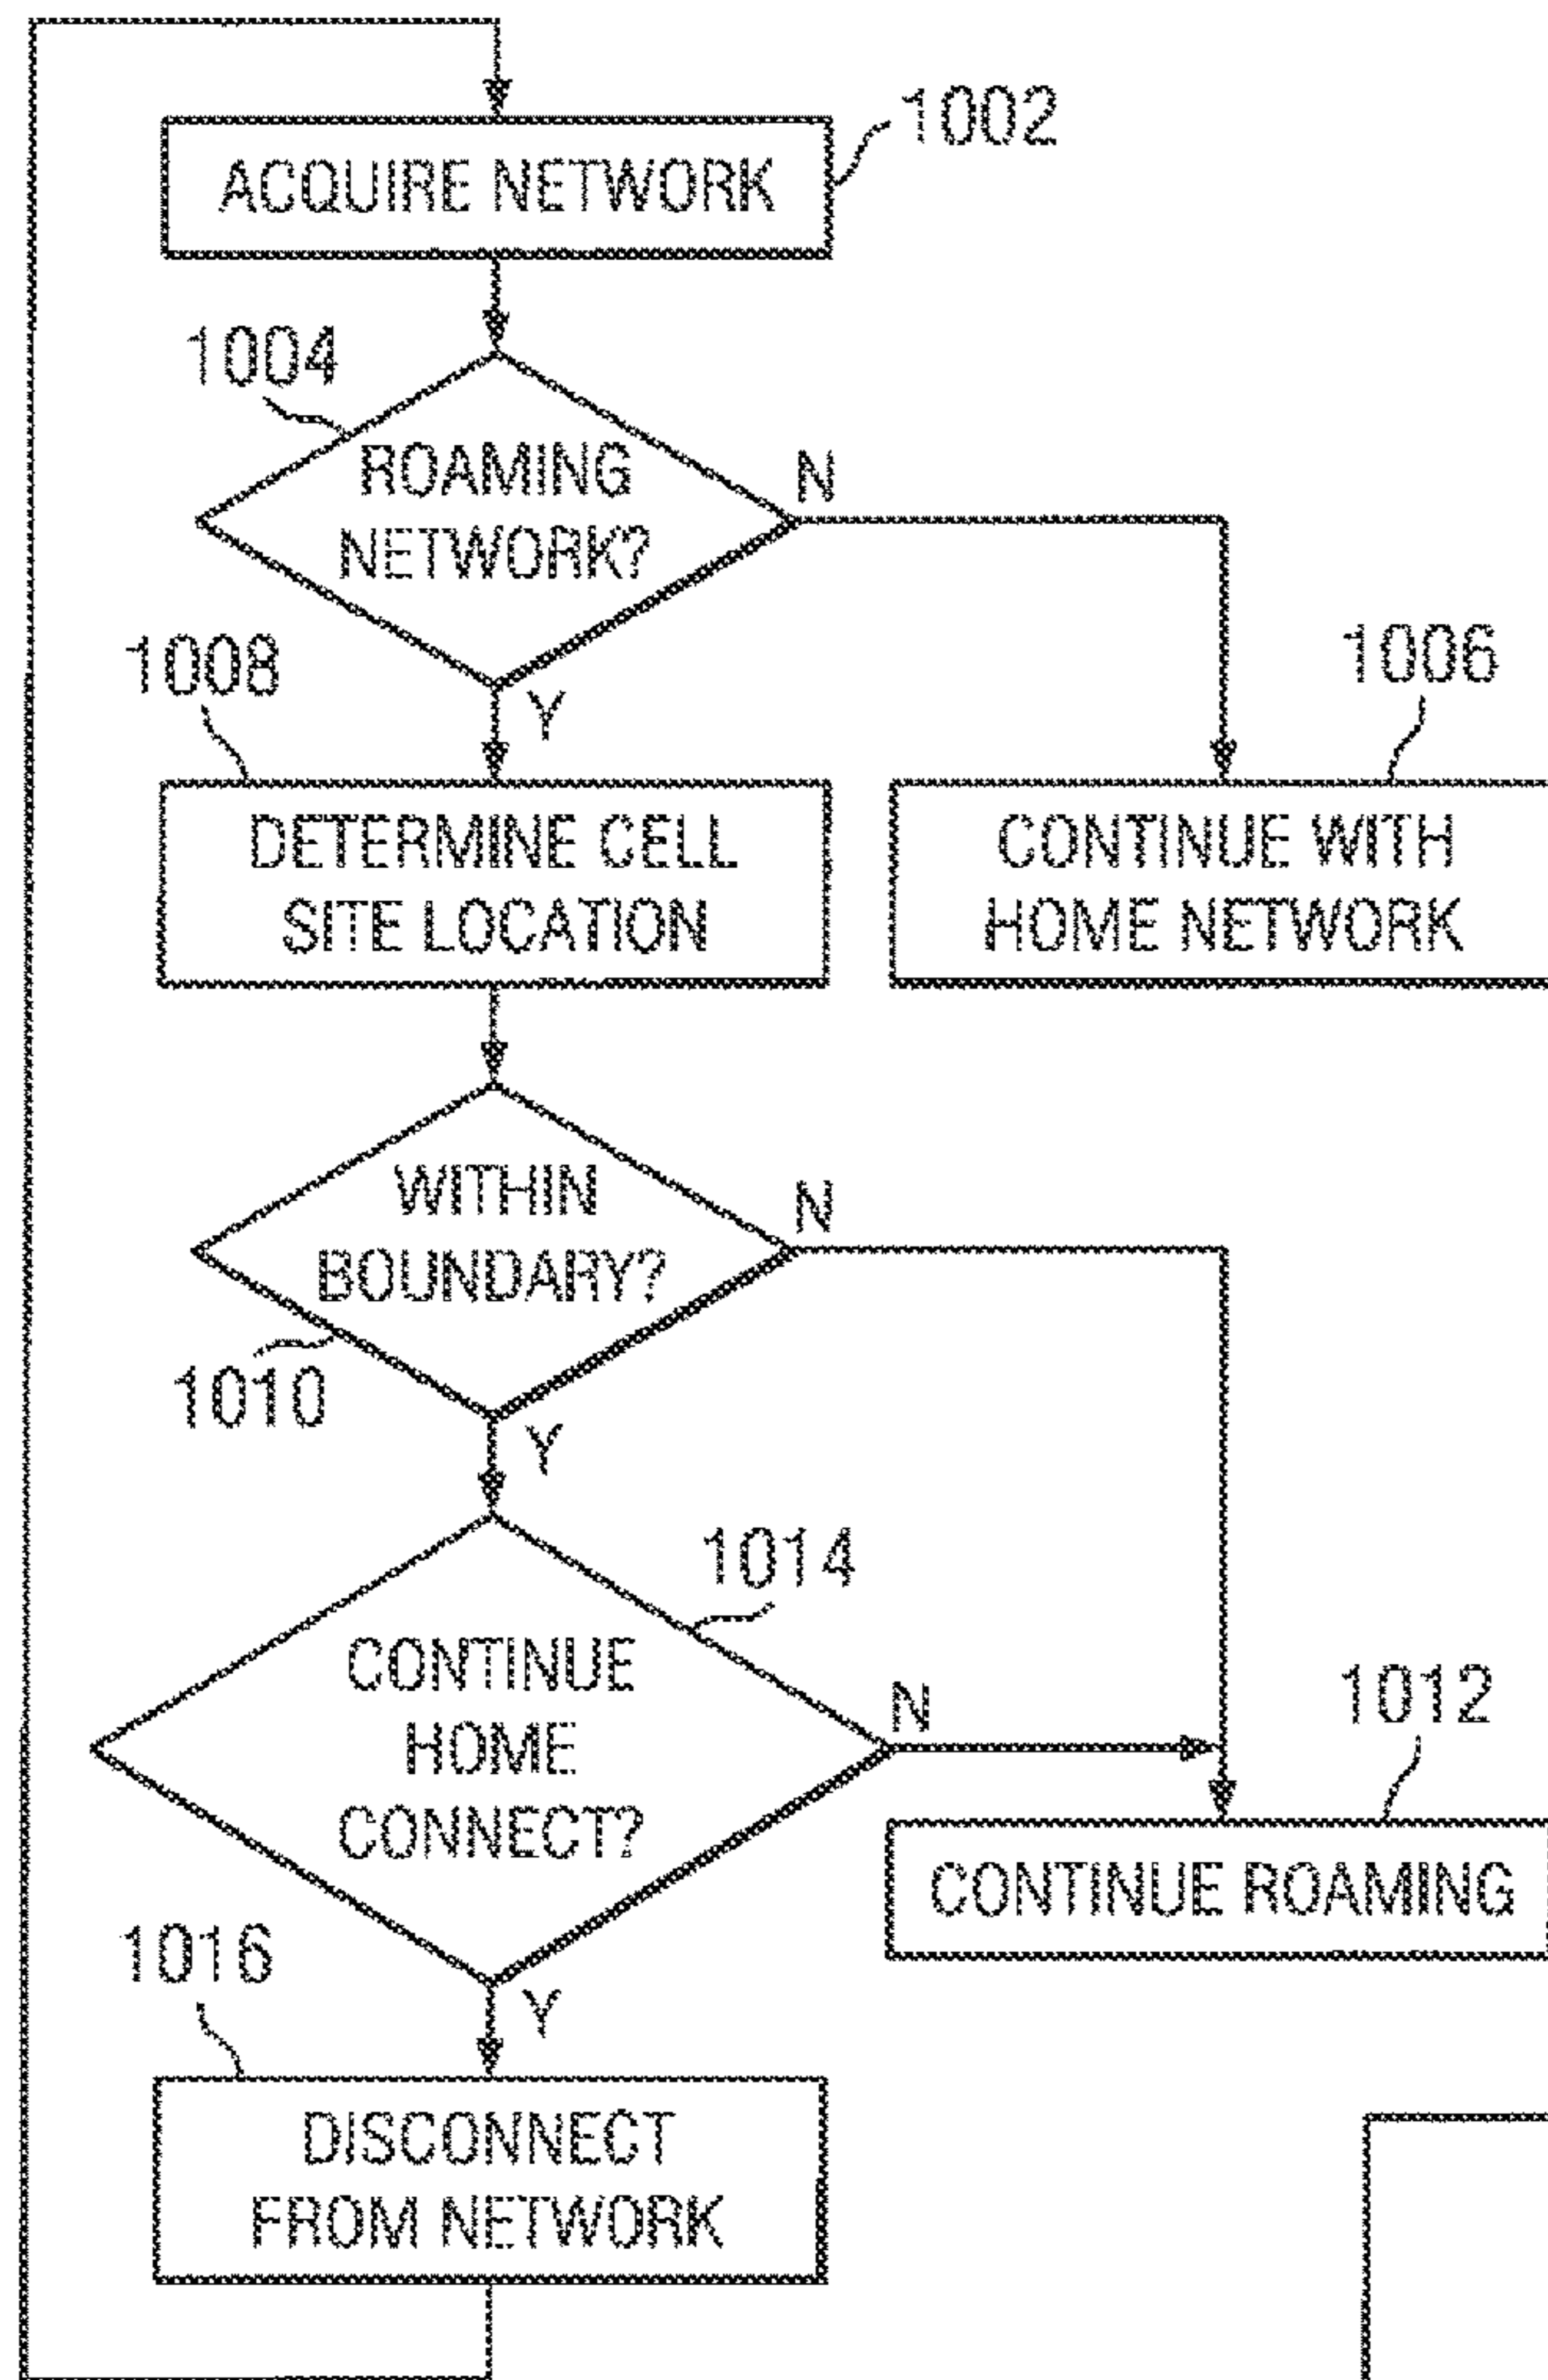 1002
ACQUIRE NETWORK
1004
ROAMING
NETWORK?
N
Y
1008
1006
DETERMINE CELL
SITE LOCATION
CONTINUE WITH
HOME NETWORK
WITHIN
BOUNDARY?
N
1010
Y
1014
CONTINUE
HOME
CONNECT?
N
1012
CONTINUE ROAMING
1016
Y
DISCONNECT
FROM NETWORK